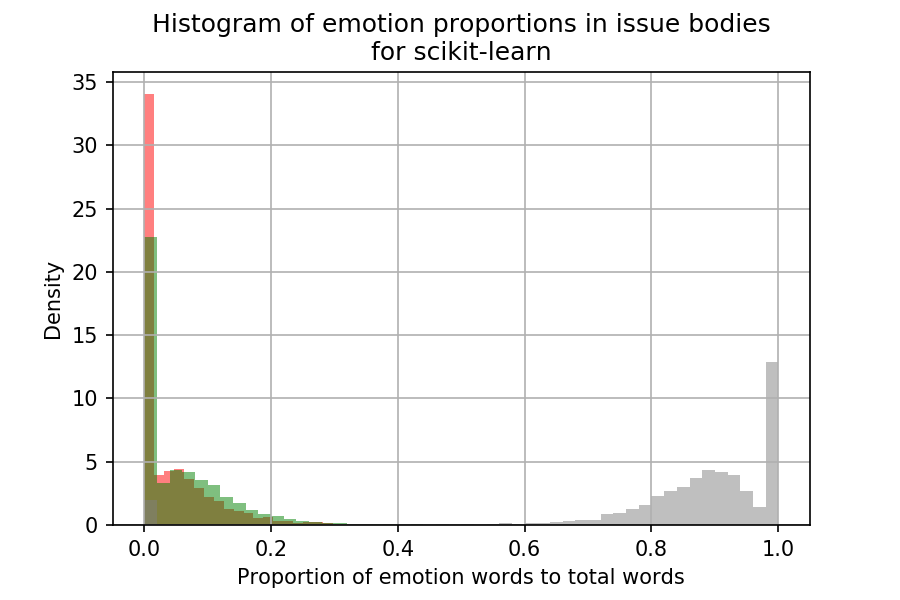 Histogram of emotion proportions in issue bodies
for scikit-learn
35
30
25
20
15
10
5
0
Density
0.0 0.2 0.4 0.6 0.8 1.0
Proportion of emotion words to total words